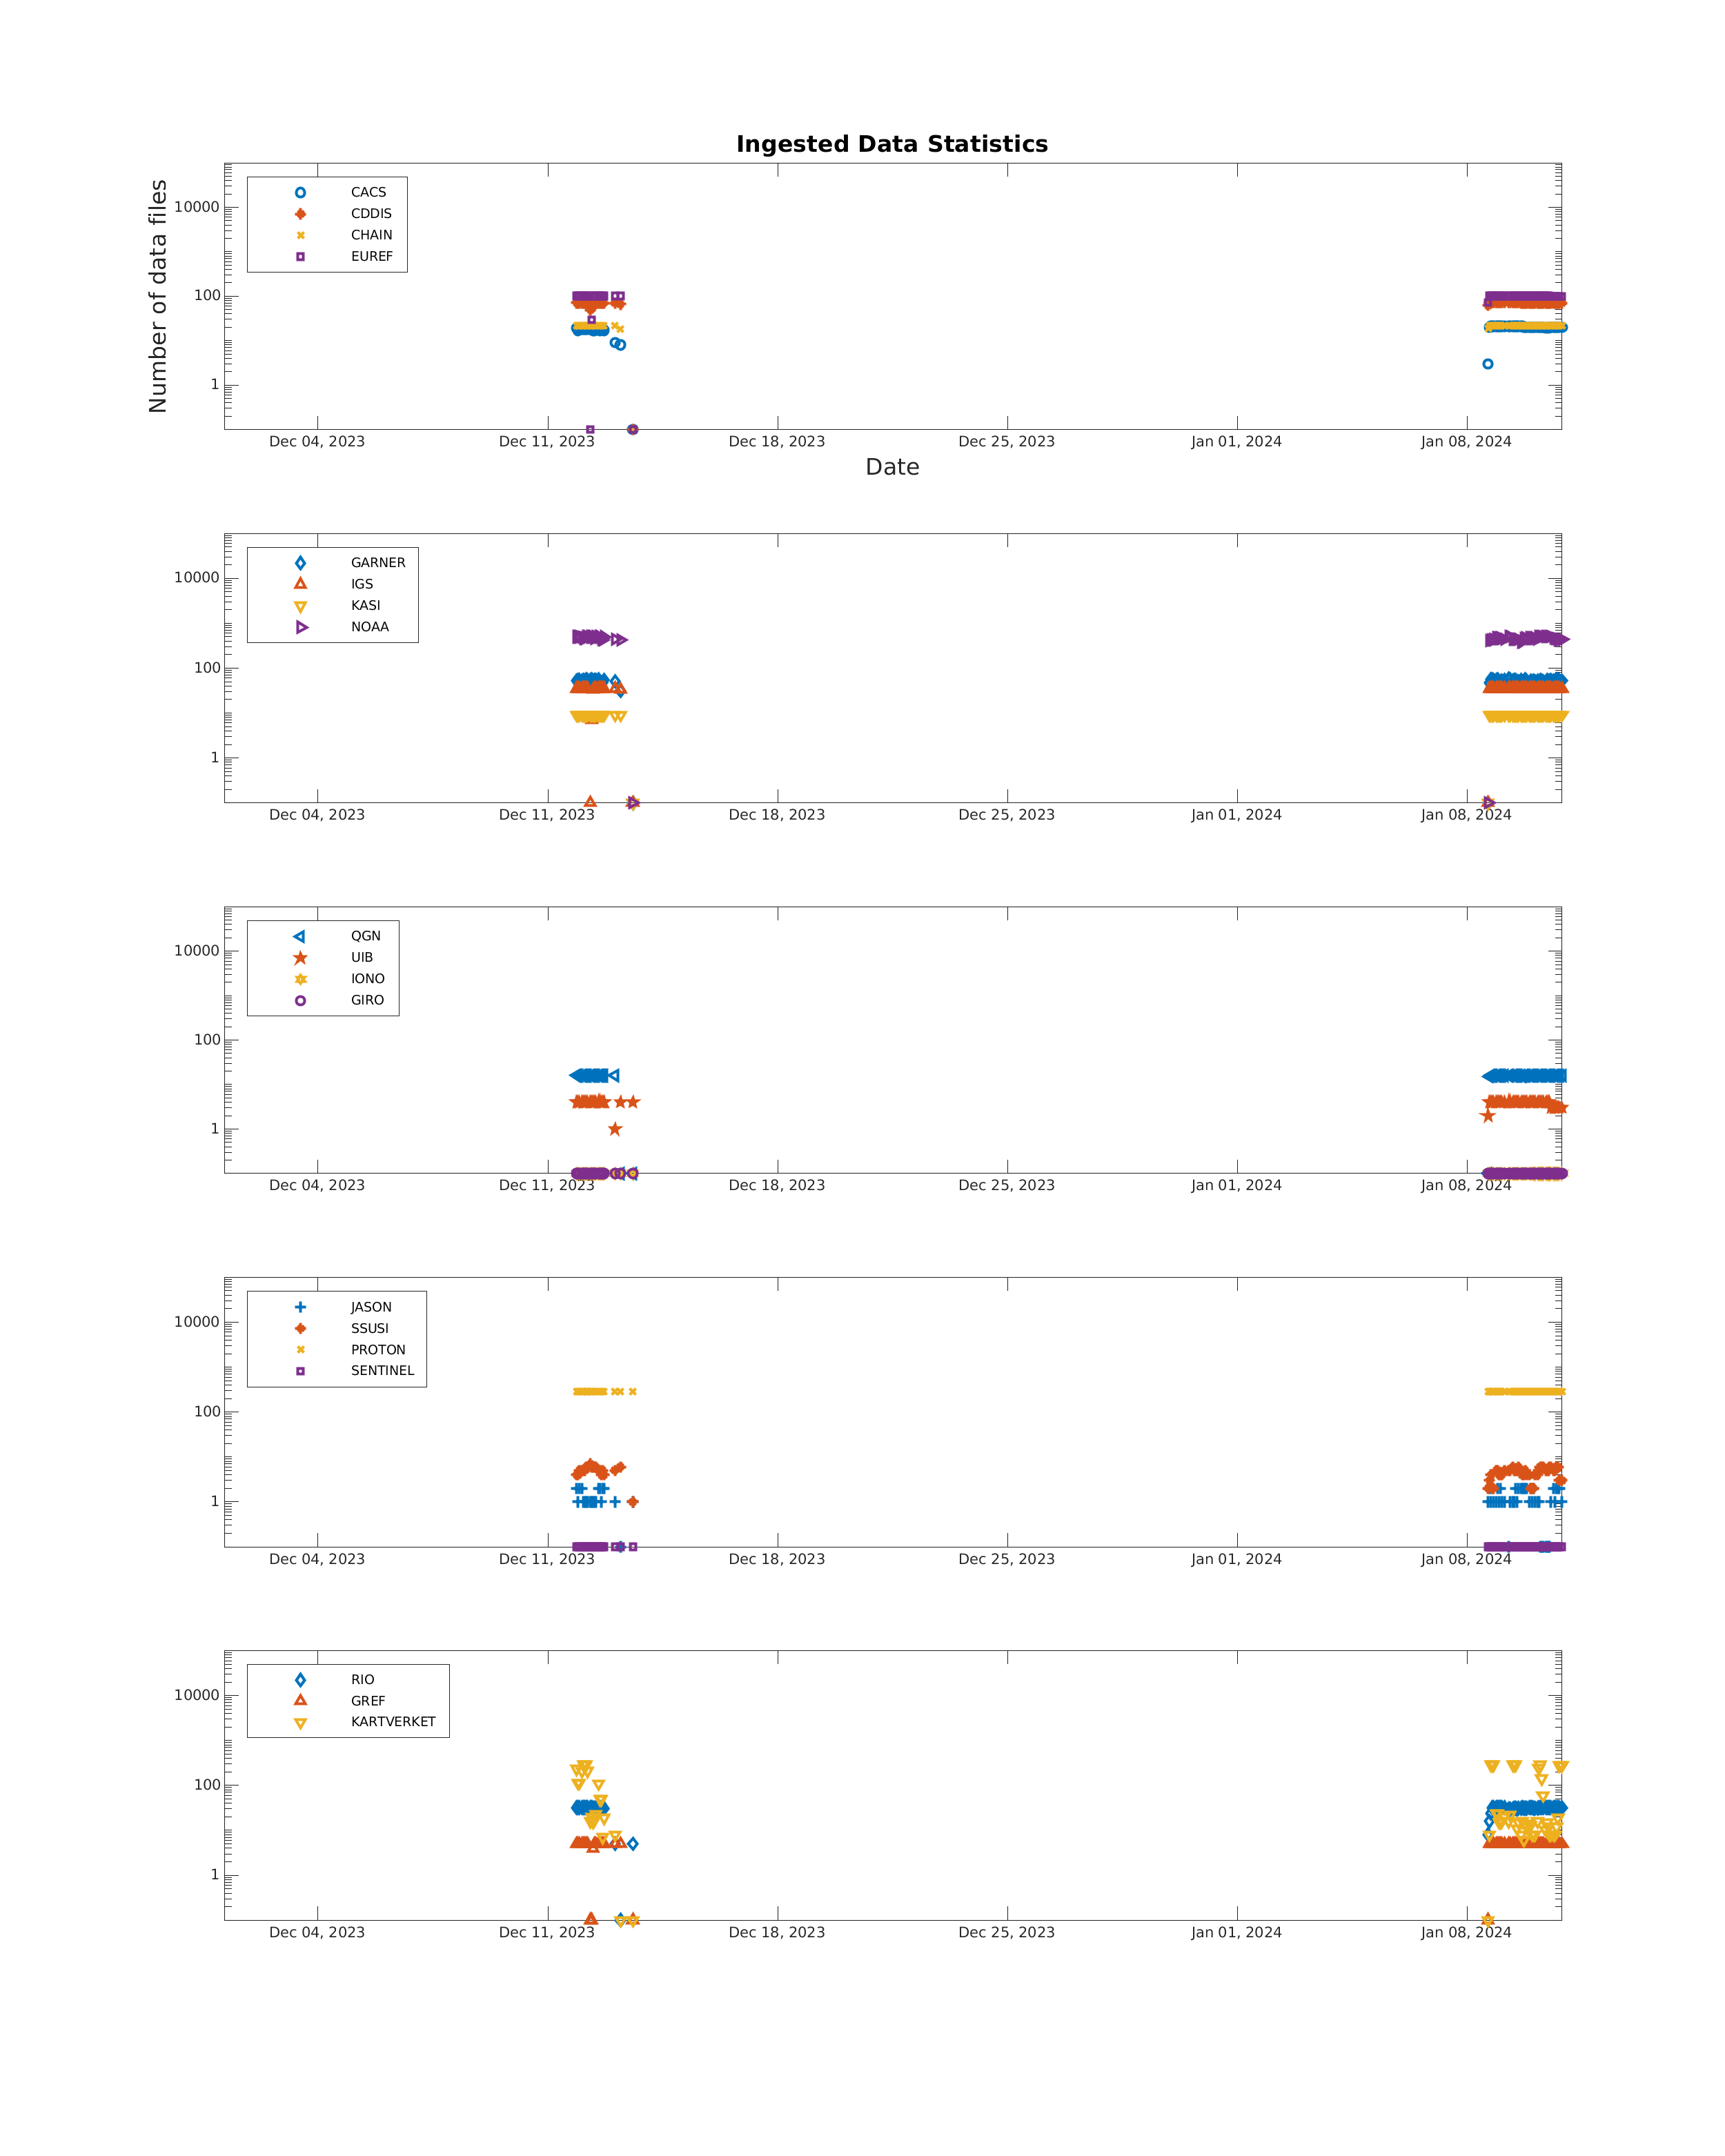 Ingested Data Statistics
Number of data files
10000
100
1
CACS
CDDIS
CHAIN
EUREF
Dec 04, 2023 Dec 11, 2023 Dec 18, 2023 Dec 25, 2023 Jan 01, 2024 Jan 08, 2024
Date
10000
100
1
GARNER
IGS
KASI
NOAA
Dec 04, 2023 Dec 11, 2023 Dec 18, 2023 Dec 25, 2023 Jan 01, 2024 Jan 08, 2024
10000
100
1
QGN
UIB
IONO
GIRO
Dec 04, 2023 Dec 11, 2023 Dec 18, 2023 Dec 25, 2023 Jan 01, 2024 Jan 08, 2024
10000
100
1
JASON
SSUSI
PROTON
SENTINEL
Dec 04, 2023 Dec 11, 2023 Dec 18, 2023 Dec 25, 2023 Jan 01, 2024 Jan 08, 2024
10000
100
1
RIO
GREF
KARTVERKET
Dec 04, 2023 Dec 11, 2023 Dec 18, 2023 Dec 25, 2023 Jan 01, 2024 Jan 08, 2024